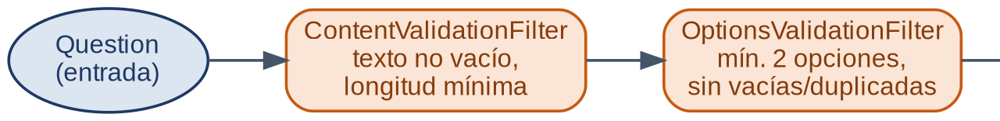 Question
(entrada)
ContentValidationFilter
texto no vacío,
longitud mínima
OptionsValidationFilter
mín. 2 opciones,
sin vacías/duplicadas